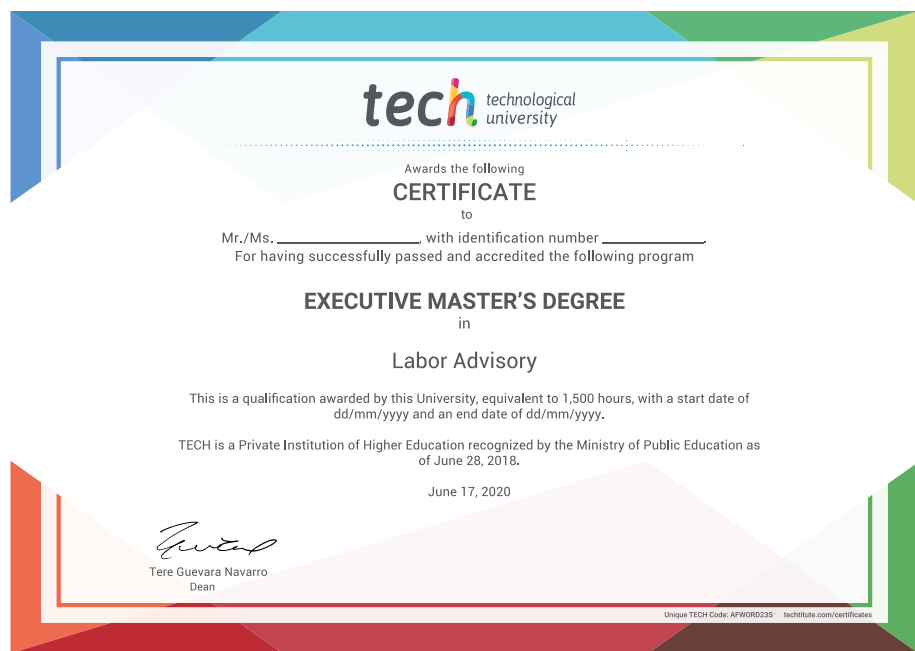 tech technological
university
Awards the following
CERTIFICATE
to
Mr./Ms. ____________________, with identification number ______________.
For having successfully passed and accredited the following program
EXECUTIVE MASTER'S DEGREE
in
Labor Advisory
This is a qualification awarded by this University, equivalent to 1,500 hours, with a start date of
dd/mm/yyyy and an end date of dd/mm/yyyy.
TECH is a Private Institution of Higher Education recognized by the Ministry of Public Education as
of June 28, 2018.
June 17, 2020
Tere Guevara Navarro
Dean
Unique TECH Code: AFWORD23S techtitute.com/certificates